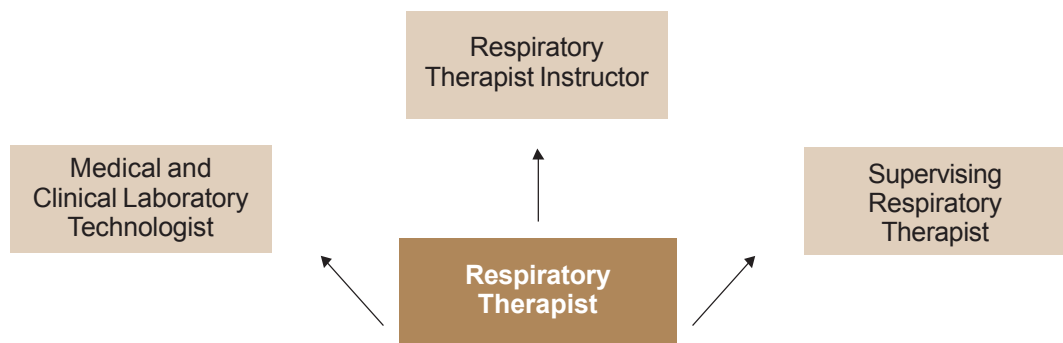 Respiratory
Therapist Instructor
Medical and
Clinical Laboratory
Technologist
Supervising
Respiratory
Therapist
Respiratory
Therapist